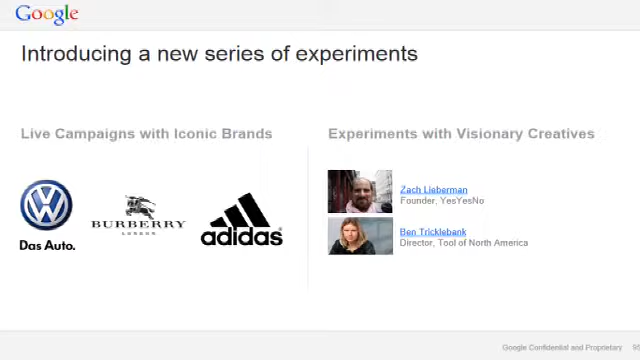 Google
Introducing a new series of experiments
Live Campaigns with Iconic Brands
Experiments with Visionary Creatives
Das Auto.
BURBERRY
LONDON
adidas
Zach Lieberman
Founder, YesYesNo
Ben Tricklebank
Director, Tool of North America
Google Confidential and Proprietary